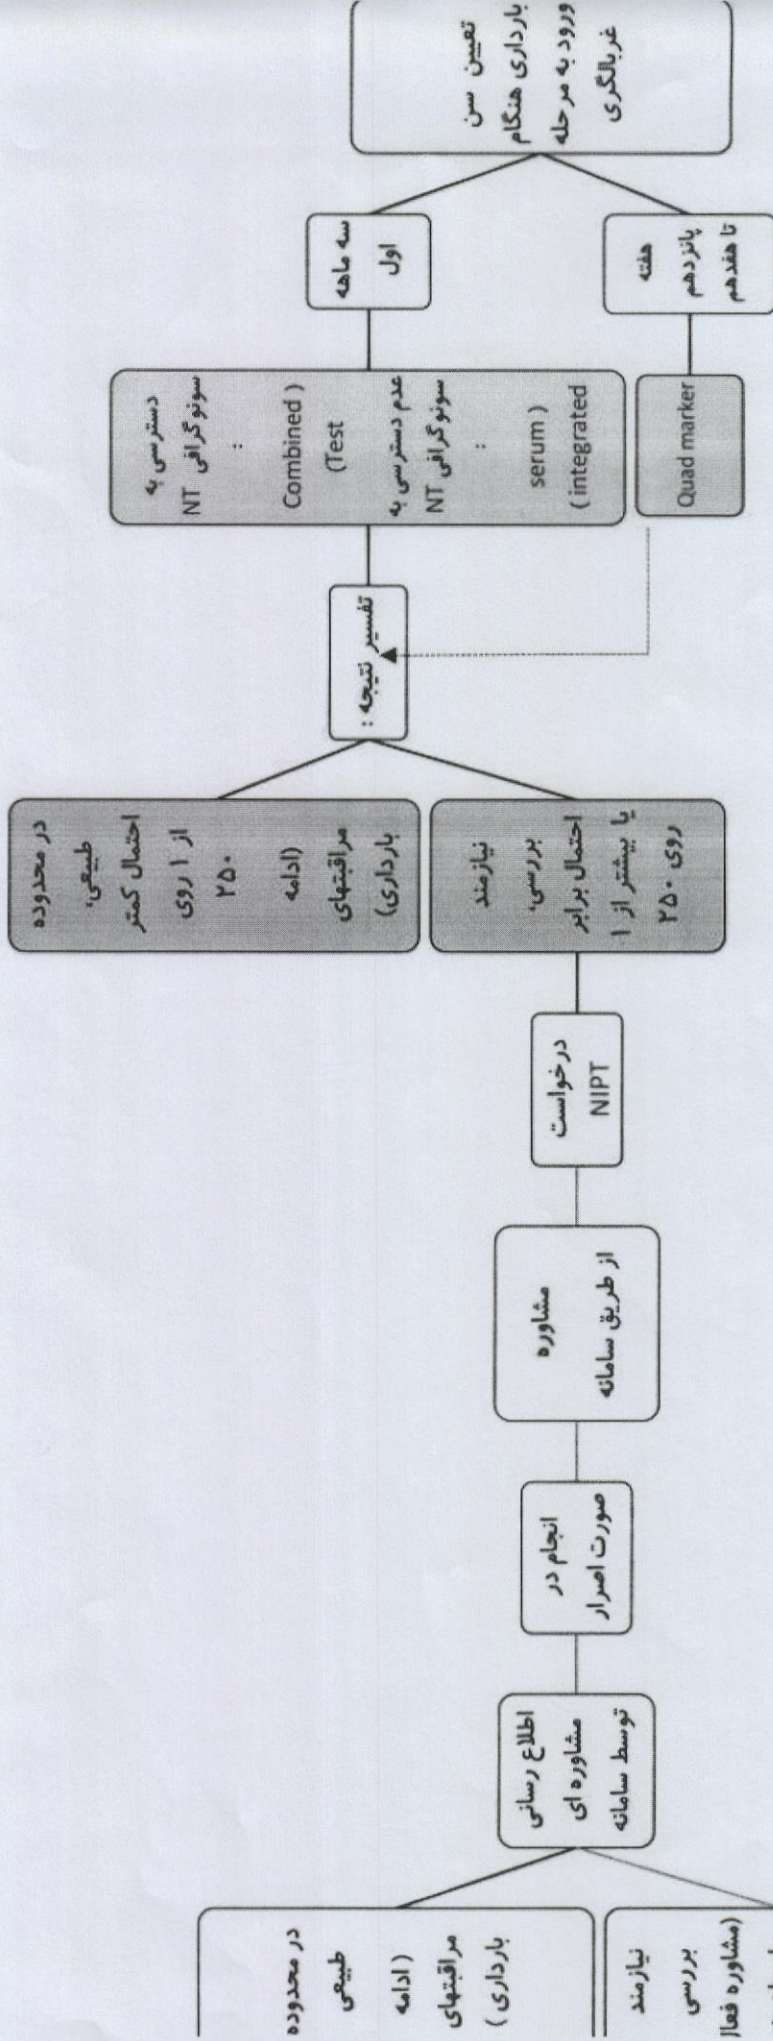 تعیین سن
بارداری هنگام
ورود به مرحله
غربالگری
سه ماهه
اول
هفته
پانزدهم
تا هفدهم
دسترسی به
سونوگرافی NT
:
Combined )
(Test
عدم دسترسی به
سونوگرافی NT
:
serum )
( integrated
Quad marker
تفسیر نتیجه :
در محدوده
طبیعی،
احتمال کمتر
از ۱ روی
۲۵۰
(ادامه
مراقبتهای
بارداری)
نیازمند
بررسی،
احتمال برابر
یا بیشتر از ۱
روی ۲۵۰
درخواست
NIPT
مشاوره
از طریق سامانه
انجام در
صورت اصرار
اطلاع رسانی
مشاوره ای
توسط سامانه
در محدوده
طبیعی
( ادامه
مراقبتهای
بارداری )
نیازمند
بررسی
(مشاوره فعال